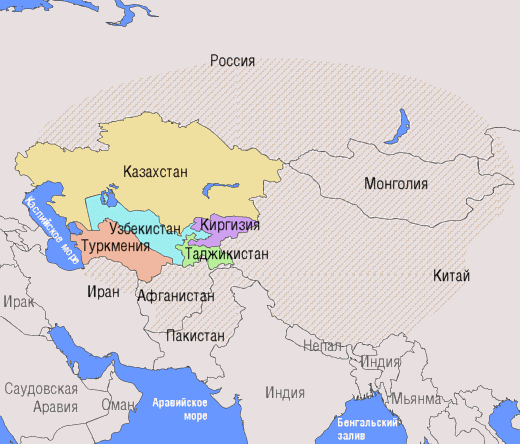 Россия
Казахстан
Монголия
Каспийское море
Узбекистан
Киргизия
Туркмения
Таджикистан
Китай
Иран
Афганистан
Ирак
Пакистан
Непал
Индия
Саудовская
Аравия
Оман
Аравийское
море
Индия
Мьянма
Бенгальский
залив